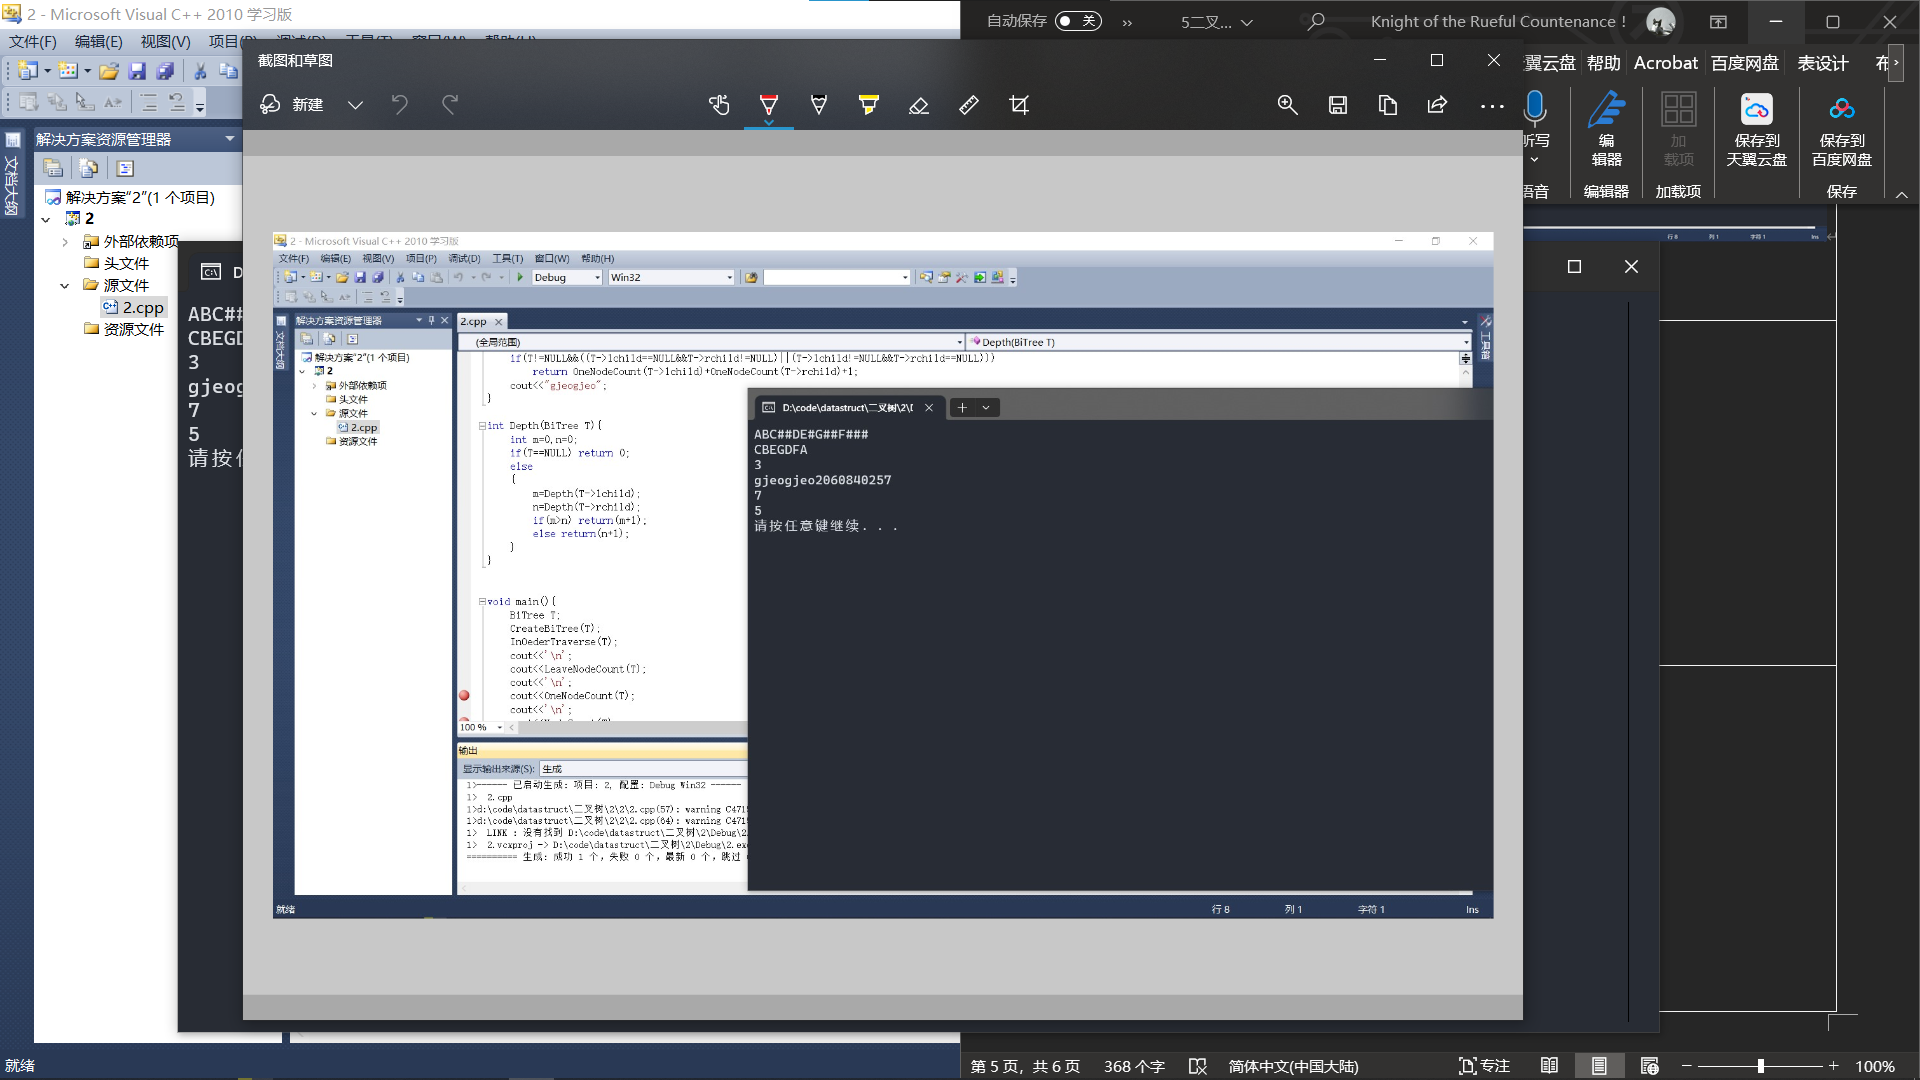 2 - Microsoft Visual C++ 2010 学习版
文件(F) 编辑(E) 视图(V)
解决方案资源管理器
文档大纲
解决方案"2"(1 个项目)
2
外部依赖项
头文件
源文件
2.cpp
资源文件
就绪
ABC##
3
7
5
自动保存 关 5二叉... Knight of the Rueful Countenance !
翼云盘 帮助 Acrobat 百度网盘 表设计 布
听写 编辑器 加载项 保存到天翼云盘 保存到百度网盘
语音 编辑器 加载项 保存
截图和草图
新建
2 - Microsoft Visual C++ 2010 学习版
文件(F) 编辑(E) 视图(V) 项目(P) 调试(D) 工具(T) 窗口(W) 帮助(H)
Debug Win32
解决方案资源管理器
文档大纲
工具箱
解决方案"2"(1 个项目)
2
外部依赖项
头文件
源文件
2.cpp
资源文件
2.cpp
(全局范围) Depth(BiTree T)
if(T!=NULL&&((T->lchild==NULL&&T->rchild!=NULL)||(T->lchild!=NULL&&T->rchild==NULL)))
return OneNodeCount(T->lchild)+OneNodeCount(T->rchild)+1;
cout<<"gjeogjeo";
}
int Depth(BiTree T){
int m=0,n=0;
if(T==NULL) return 0;
else
{
m=Depth(T->lchild);
n=Depth(T->rchild);
if(m>n) return(m+1);
else return(n+1);
}
}
void main(){
BiTree T;
CreateBiTree(T);
InOederTraverse(T);
cout<<'\n';
cout<<LeaveNodeCount(T);
cout<<'\n';
cout<<OneNodeCount(T);
cout<<'\n';
100 %
输出
显示输出来源(S): 生成
1>------ 已启动生成: 项目: 2, 配置: Debug Win32 ------
1> 2.cpp
1>d:\code\datastruct\二叉树\2\2\2.cpp(57): warning C471
1>d:\code\datastruct\二叉树\2\2\2.cpp(64): warning C471
1> LINK : 没有找到 D:\code\datastruct\二叉树\2\Debug\2.
1> 2.vcxproj -> D:\code\datastruct\二叉树\2\Debug\2.ex
========== 生成: 成功 1 个，失败 0 个，最新 0 个，跳过
D:\code\datastruct\二叉树\2\
ABC##DE#G##F###
CBEGDFA
3
gjeogjeo2060840257
7
5
请按任意键继续. . .
就绪 行 8 列 1 字符 1 Ins
第 5 页，共 6 页 368 个字 简体中文(中国大陆) 专注 100%